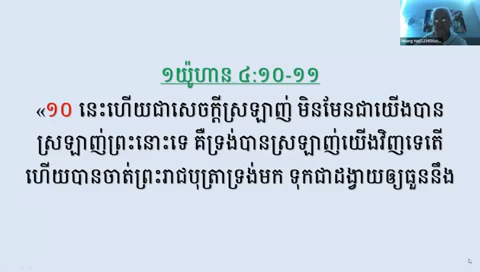 ១យ៉ូហាន ៤:១០-១១
«១០ នេះហើយជាសេចក្ដីស្រឡាញ់ មិនមែនជាយើងបាន
ស្រឡាញ់ព្រះនោះទេ គឺទ្រង់បានស្រឡាញ់យើងវិញទេតើ
ហើយបានចាត់ព្រះរាជបុត្រាទ្រង់មក ទុកជាដង្វាយឲ្យធួននឹង